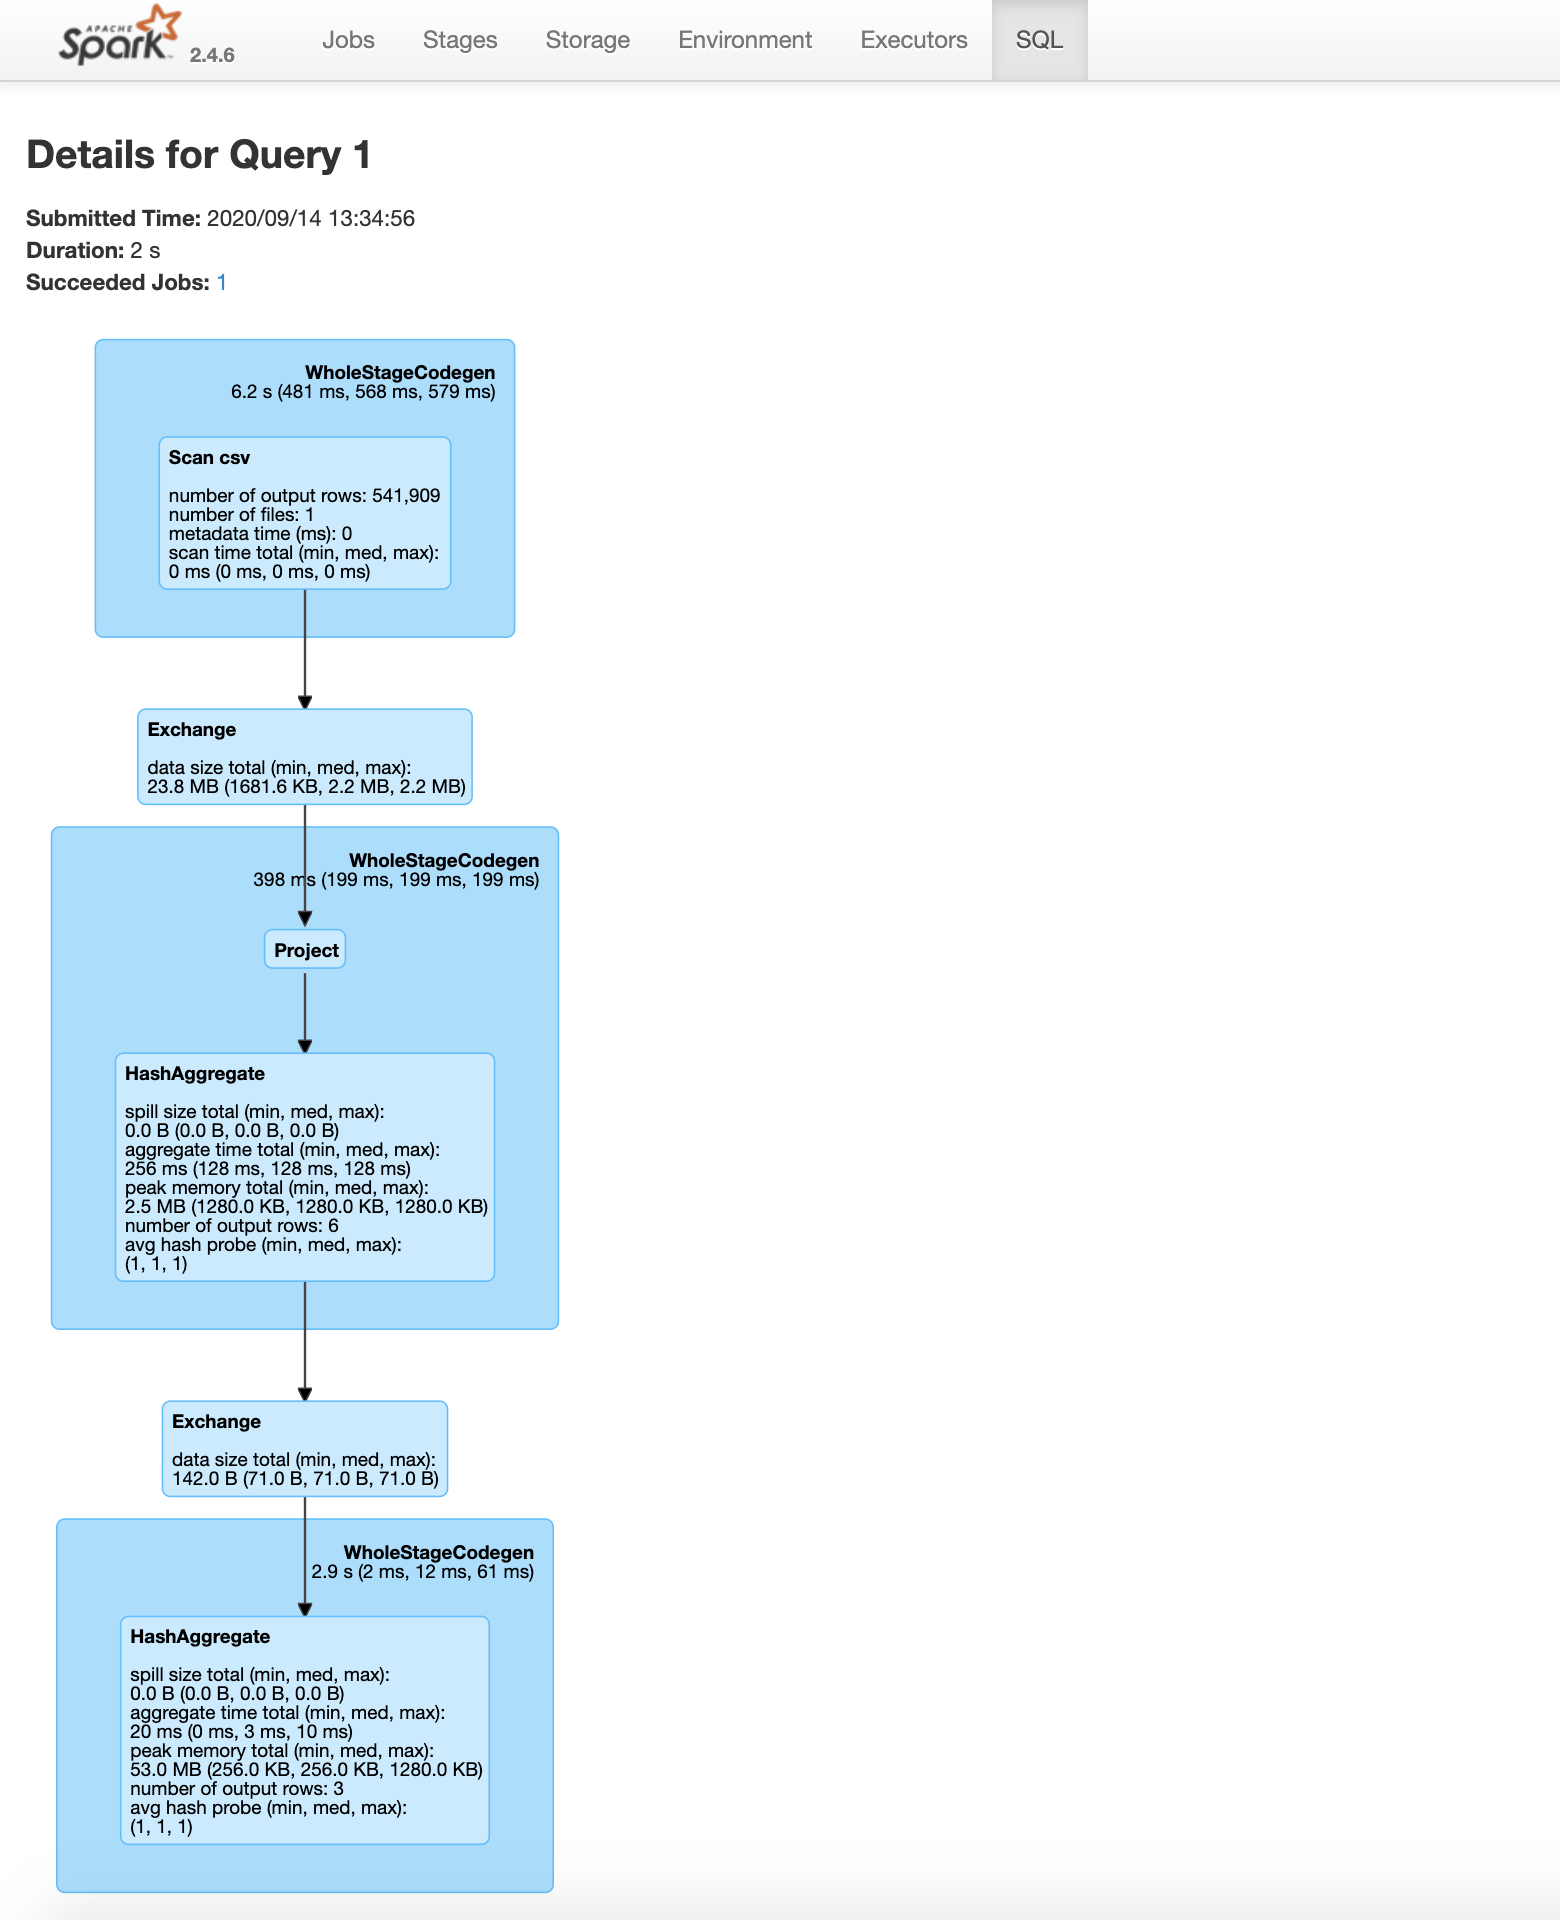 APACHE
Spark™ 2.4.6
Jobs Stages Storage Environment Executors SQL
Details for Query 1
Submitted Time: 2020/09/14 13:34:56
Duration: 2 s
Succeeded Jobs: 1
WholeStageCodegen
6.2 s (481 ms, 568 ms, 579 ms)
Scan csv
number of output rows: 541,909
number of files: 1
metadata time (ms): 0
scan time total (min, med, max):
0 ms (0 ms, 0 ms, 0 ms)
Exchange
data size total (min, med, max):
23.8 MB (1681.6 KB, 2.2 MB, 2.2 MB)
WholeStageCodegen
398 ms (199 ms, 199 ms, 199 ms)
Project
HashAggregate
spill size total (min, med, max):
0.0 B (0.0 B, 0.0 B, 0.0 B)
aggregate time total (min, med, max):
256 ms (128 ms, 128 ms, 128 ms)
peak memory total (min, med, max):
2.5 MB (1280.0 KB, 1280.0 KB, 1280.0 KB)
number of output rows: 6
avg hash probe (min, med, max):
(1, 1, 1)
Exchange
data size total (min, med, max):
142.0 B (71.0 B, 71.0 B, 71.0 B)
WholeStageCodegen
2.9 s (2 ms, 12 ms, 61 ms)
HashAggregate
spill size total (min, med, max):
0.0 B (0.0 B, 0.0 B, 0.0 B)
aggregate time total (min, med, max):
20 ms (0 ms, 3 ms, 10 ms)
peak memory total (min, med, max):
53.0 MB (256.0 KB, 256.0 KB, 1280.0 KB)
number of output rows: 3
avg hash probe (min, med, max):
(1, 1, 1)